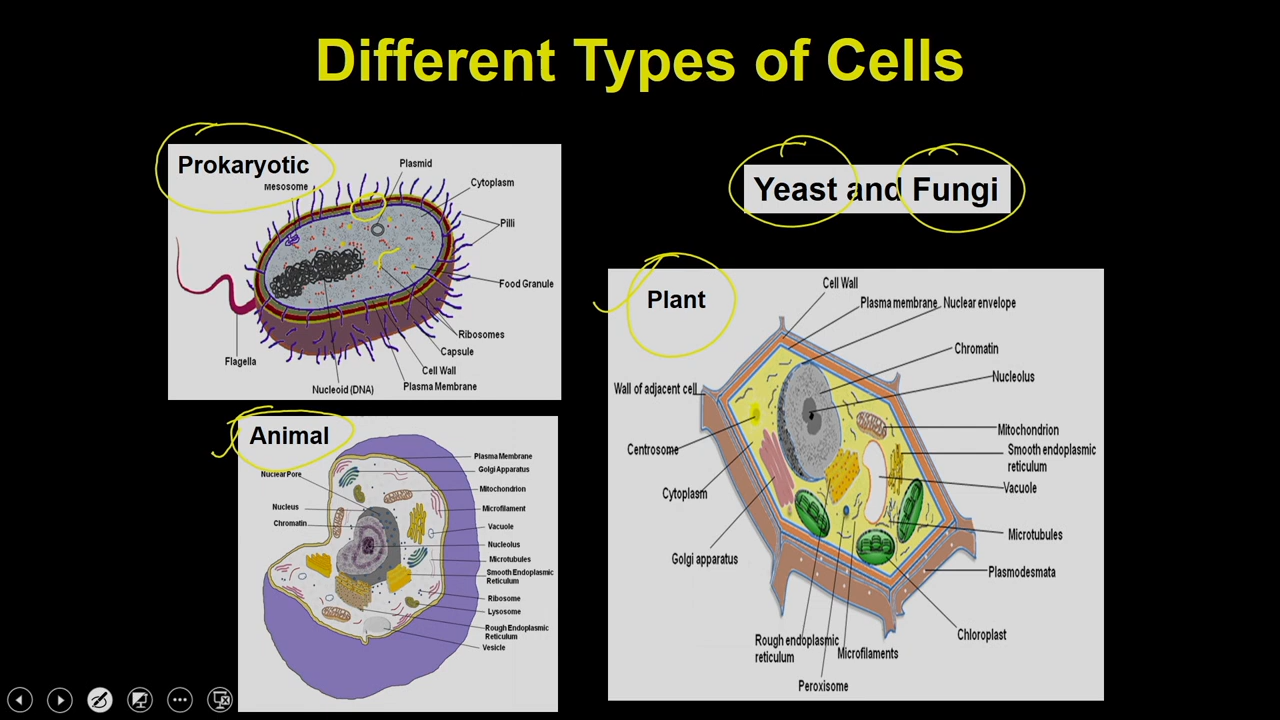 Different Types of Cells
Prokaryotic
Mesosome
Plasmid
Cytoplasm
Pilli
Food Granule
Ribosomes
Capsule
Cell Wall
Plasma Membrane
Nucleoid (DNA)
Flagella
Yeast and Fungi
Animal
Nuclear Pore
Nucleus
Chromatin
Plasma Membrane
Golgi Apparatus
Mitochondrion
Microfilament
Vacuole
Nucleolus
Microtubules
Smooth Endoplasmic
Reticulum
Ribosome
Lysosome
Rough Endoplasmic
Reticulum
Vesicle
Plant
Cell Wall
Plasma membrane
Nuclear envelope
Chromatin
Nucleolus
Mitochondrion
Smooth endoplasmic
reticulum
Vacuole
Microtubules
Plasmodesmata
Chloroplast
Microfilaments
Peroxisome
Rough endoplasmic
reticulum
Golgi apparatus
Cytoplasm
Centrosome
Wall of adjacent cell